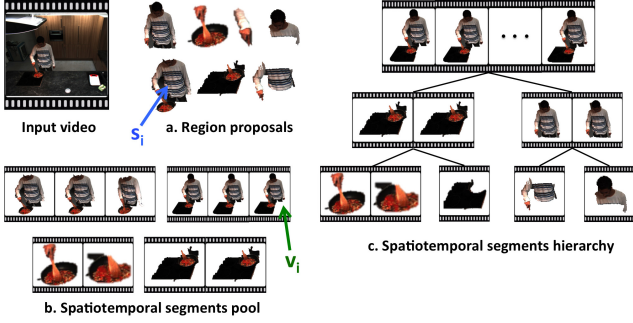 Input video
a. Region proposals
s_i
v_i
b. Spatiotemporal segments pool
c. Spatiotemporal segments hierarchy